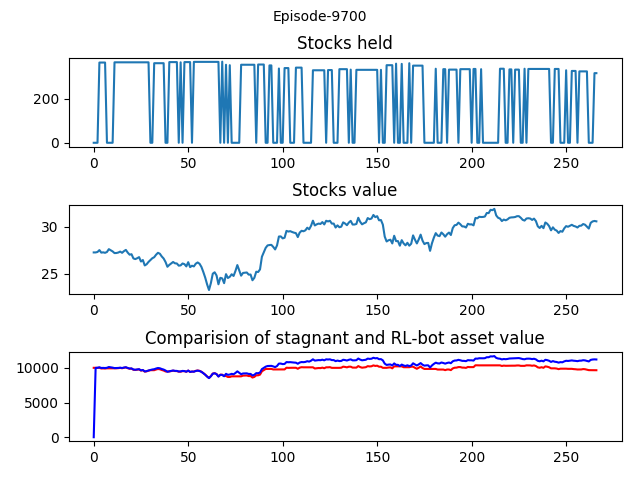 Episode-9700
Stocks held
200
0
0 50 100 150 200 250
Stocks value
30
25
0 50 100 150 200 250
Comparision of stagnant and RL-bot asset value
10000
5000
0
0 50 100 150 200 250